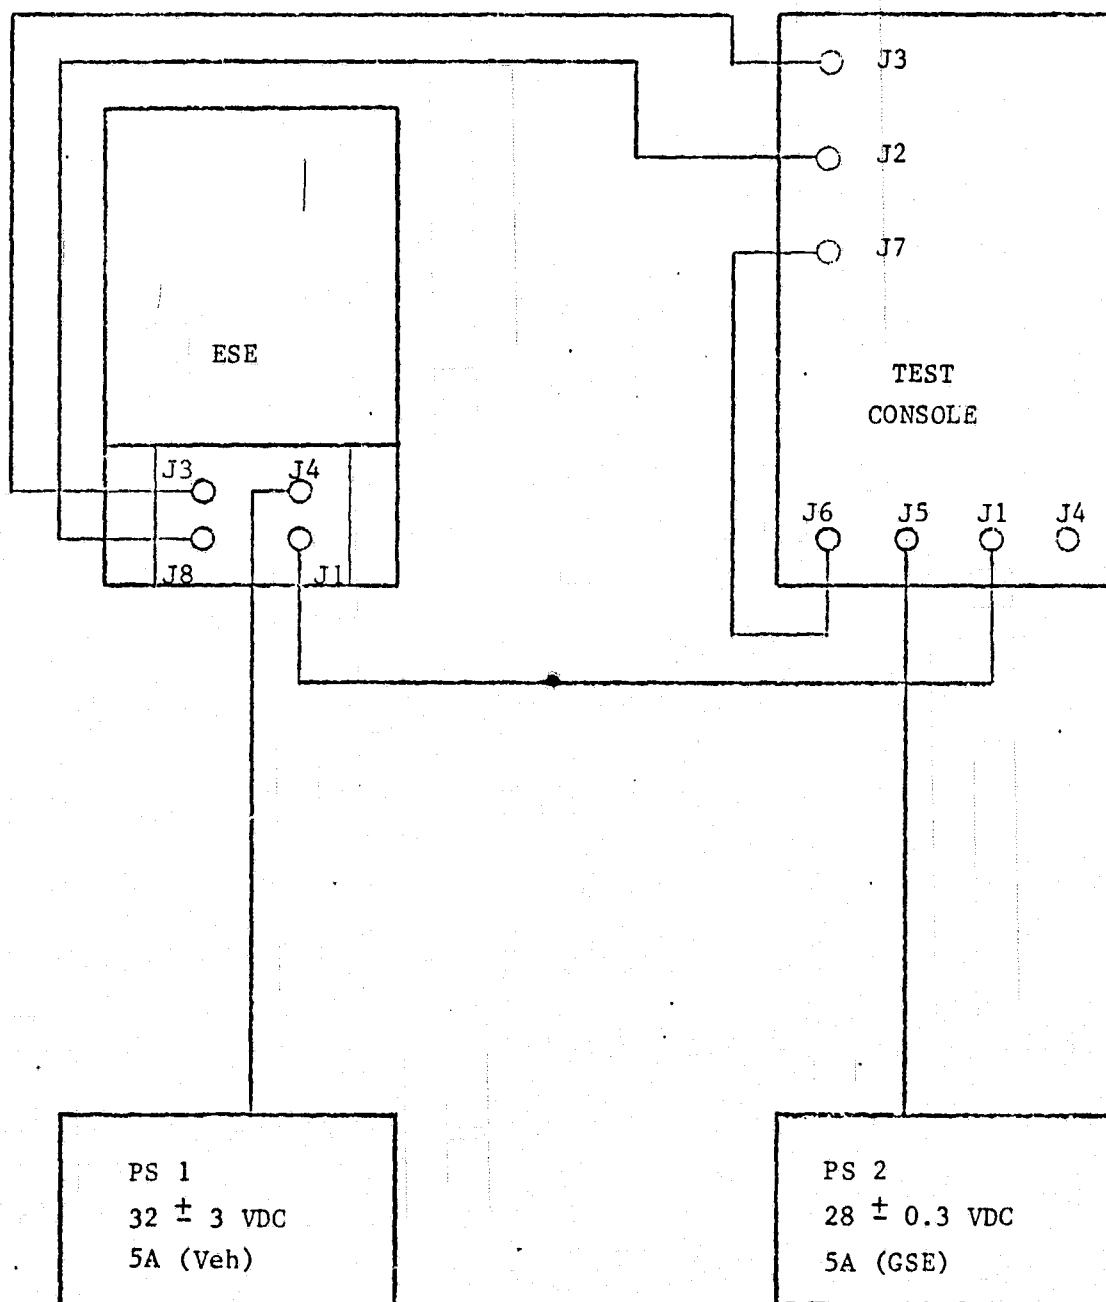 J3
J2
J7
ESE
TEST
CONSOLE
J3 J4
J8 J1
J6 J5 J1 J4
PS 1
32 ± 3 VDC
5A (Veh)
PS 2
28 ± 0.3 VDC
5A (GSE)